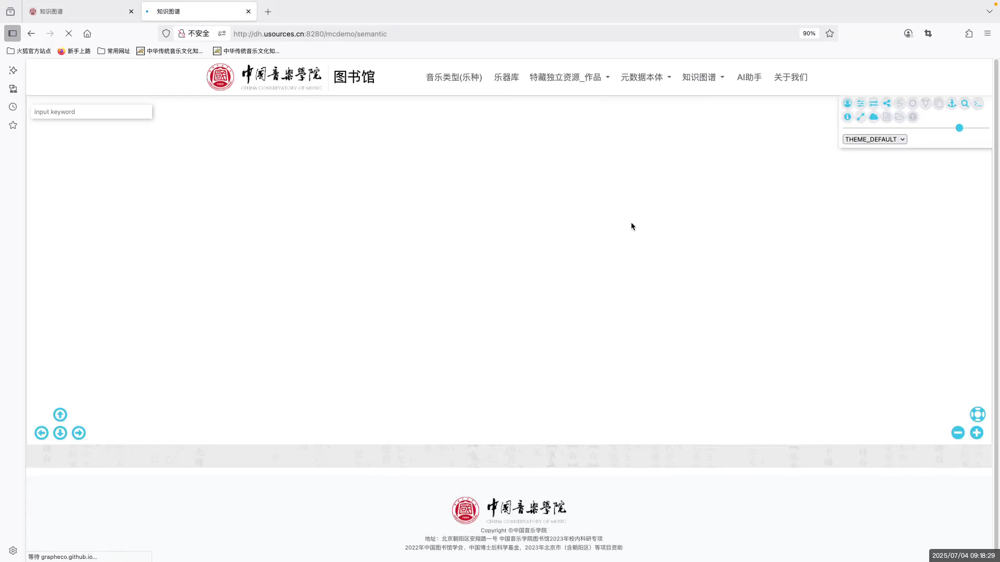 知识图谱
知识图谱
不安全
http://dh.usources.cn:8280/mcdemo/semantic
90%
火狐官方站点
新手上路
常用网址
中华传统音乐文化知...
中华传统音乐文化知...
中国音乐学院
CHINA CONSERVATORY OF MUSIC
图书馆
音乐类型(乐种)
乐器库
特藏独立资源_作品
元数据本体
知识图谱
AI助手
关于我们
input keyword
THEME_DEFAULT
中国音乐学院
CHINA CONSERVATORY OF MUSIC
Copyright ©中国音乐学院
地址：北京朝阳区安翔路一号 中国音乐学院图书馆2023年校内科研专项
2022年中国图书馆学会、中国博士后科学基金，2023年北京市（含朝阳区）等项目资助
等待 grapheco.github.io...
2025/07/04 09:18:29